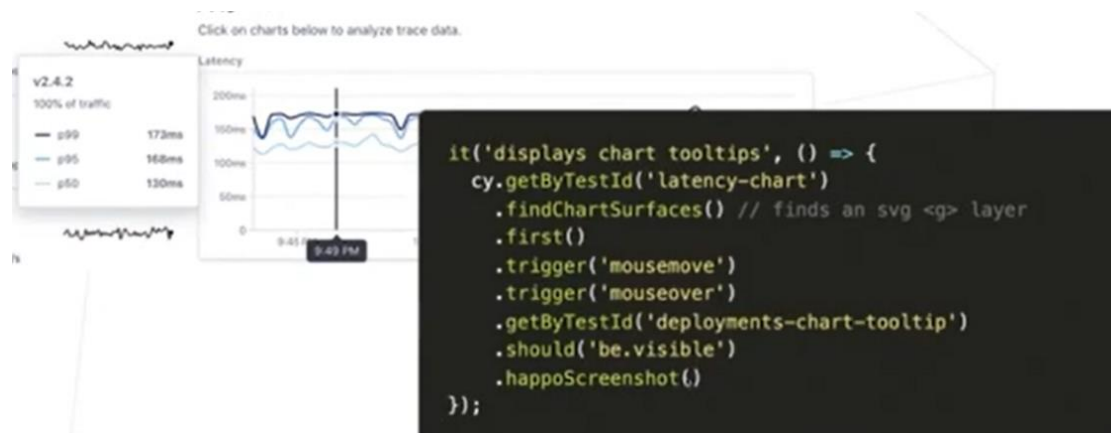 Click on charts below to analyze trace data.
Latency
v2.4.2
100% of traffic
p99 173ms
p95 168ms
p50 130ms
200ms
150ms
100ms
50ms
0
9:45
9:49 PM
it('displays chart tooltips', () => {
cy.getByTestId('latency-chart')
.findChartSurfaces() // finds an svg <g> layer
.first()
.trigger('mousemove')
.trigger('mouseover')
.getByTestId('deployments-chart-tooltip')
.should('be.visible')
.happoScreenshot()
});